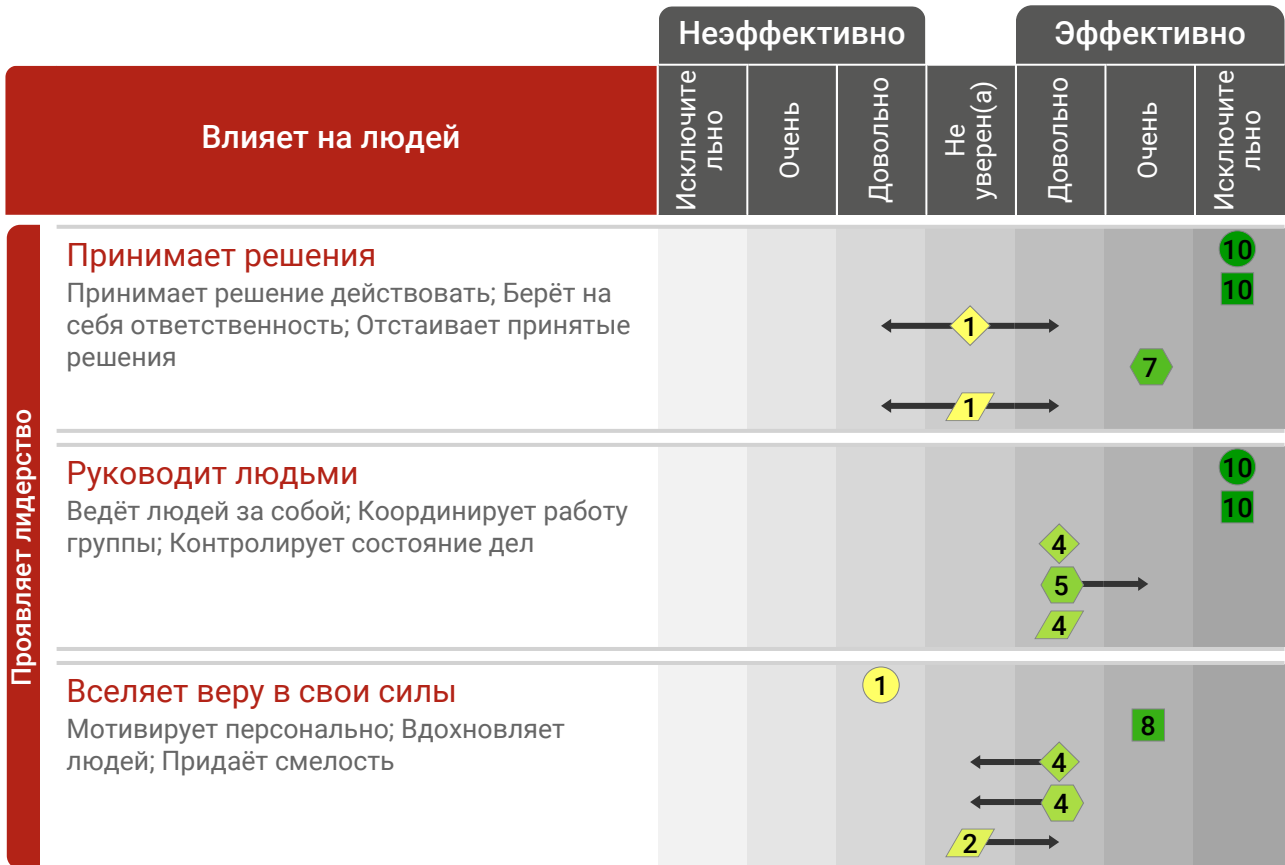 Неэффективно
Эффективно
Влияет на людей
Исключите
льно
Очень
Довольно
Не
уверен(а)
Довольно
Очень
Исключите
льно
Проявляет лидерство
Принимает решения
Принимает решение действовать; Берёт на
себя ответственность; Отстаивает принятые
решения
10
10
1
7
1
Руководит людьми
Ведёт людей за собой; Координирует работу
группы; Контролирует состояние дел
10
10
4
5
4
Вселяет веру в свои силы
Мотивирует персонально; Вдохновляет
людей; Придаёт смелость
1
8
4
4
2